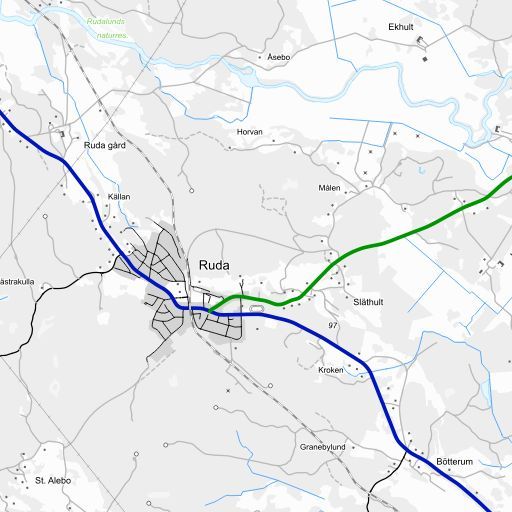 Rudalunds
naturres.
Ekhult
Åsebo
Horvan
Ruda gård
Målen
Källan
Ruda
ästrakulla
Släthult
97
Kroken
Granebylund
Bötterum
St. Alebo